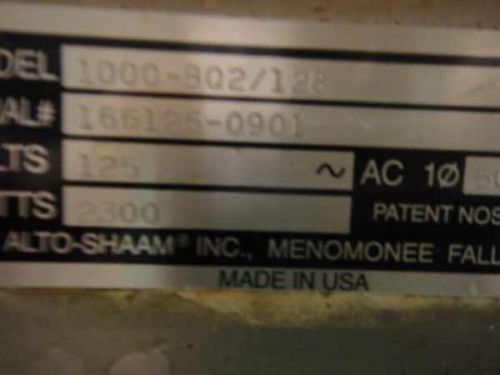 DEL 1000-BQ2/128
AL# 166126-0901
LTS 125 ~ AC 1Ø 60
TTS 2300 PATENT NOS
ALTO-SHAAM® INC., MENOMONEE FALL
MADE IN USA